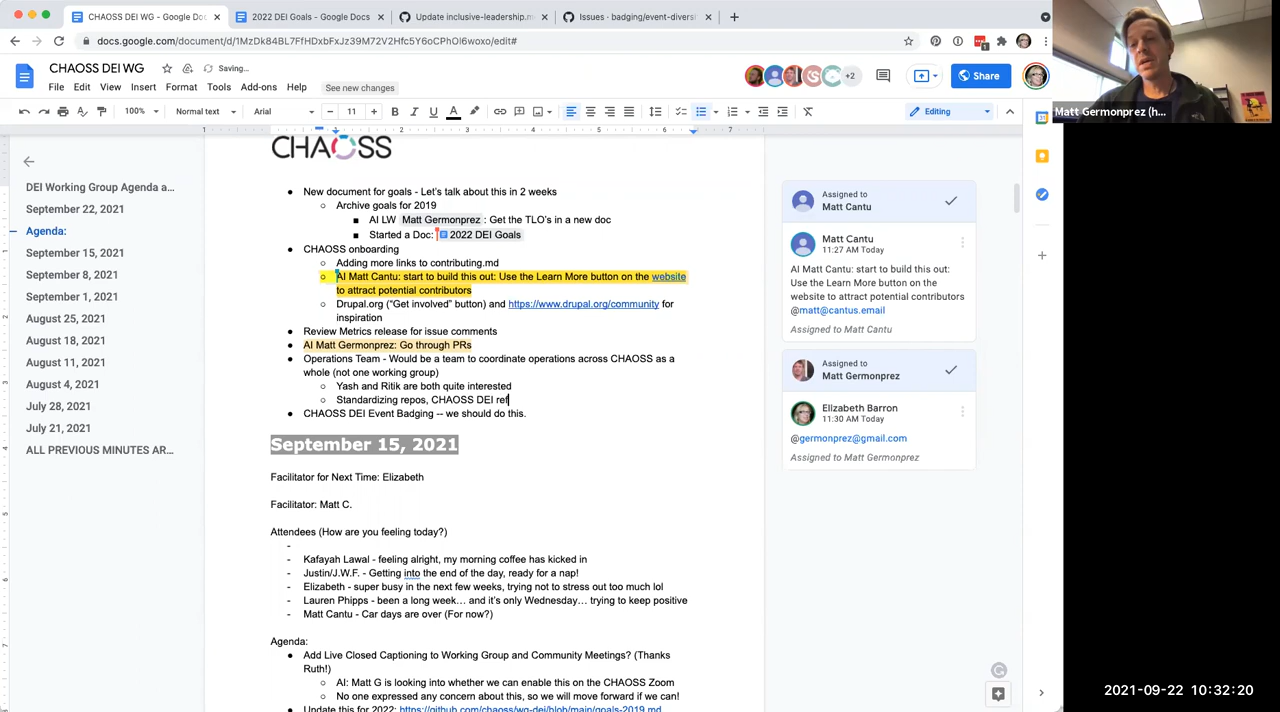 CHAOSS DEI WG - Google Doc
2022 DEI Goals - Google Docs
Update inclusive-leadership.m
Issues · badging/event-divers
docs.google.com/document/d/1MzDk84BL7FfHDxbFxJz39M72V2Hfc5Y6oCPhOl6woxo/edit#
CHAOSS DEI WG
Saving...
File Edit View Insert Format Tools Add-ons Help See new changes
+2
Share
100% Normal text Arial 11 Editing
DEI Working Group Agenda a...
September 22, 2021
Agenda:
September 15, 2021
September 8, 2021
September 1, 2021
August 25, 2021
August 18, 2021
August 11, 2021
August 4, 2021
July 28, 2021
July 21, 2021
ALL PREVIOUS MINUTES AR...
CHAOSS
● New document for goals - Let's talk about this in 2 weeks
○ Archive goals for 2019
■ AI LW Matt Germonprez : Get the TLO's in a new doc
■ Started a Doc: 2022 DEI Goals
● CHAOSS onboarding
○ Adding more links to contributing.md
○ AI Matt Cantu: start to build this out: Use the Learn More button on the website
to attract potential contributors
○ Drupal.org ("Get involved" button) and https://www.drupal.org/community for
inspiration
● Review Metrics release for issue comments
● AI Matt Germonprez: Go through PRs
● Operations Team - Would be a team to coordinate operations across CHAOSS as a
whole (not one working group)
○ Yash and Ritik are both quite interested
○ Standardizing repos, CHAOSS DEI ref
● CHAOSS DEI Event Badging -- we should do this.
September 15, 2021
Facilitator for Next Time: Elizabeth
Facilitator: Matt C.
Attendees (How are you feeling today?)
-
- Kafayah Lawal - feeling alright, my morning coffee has kicked in
- Justin/J.W.F. - Getting into the end of the day, ready for a nap!
- Elizabeth - super busy in the next few weeks, trying not to stress out too much lol
- Lauren Phipps - been a long week… and it's only Wednesday… trying to keep positive
- Matt Cantu - Car days are over (For now?)
Agenda:
● Add Live Closed Captioning to Working Group and Community Meetings? (Thanks
Ruth!)
○ AI: Matt G is looking into whether we can enable this on the CHAOSS Zoom
○ No one expressed any concern about this, so we will move forward if we can!
● Update this for 2022: https://github.com/chaoss/wg-dei/blob/main/goals-2019.md
Assigned to
Matt Cantu
Matt Cantu
11:27 AM Today
AI Matt Cantu: start to build this out:
Use the Learn More button on the
website to attract potential contributors
@matt@cantus.email
Assigned to Matt Cantu
Assigned to
Matt Germonprez
Elizabeth Barron
11:30 AM Today
@germonprez@gmail.com
Assigned to Matt Germonprez
Matt Germonprez (h...
2021-09-22 10:32:20